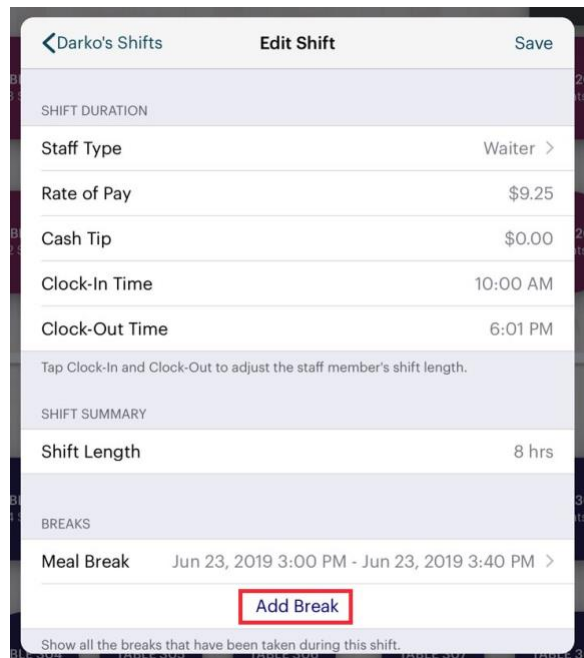 Darko's Shifts Edit Shift Save
SHIFT DURATION
Staff Type Waiter
Rate of Pay $9.25
Cash Tip $0.00
Clock-In Time 10:00 AM
Clock-Out Time 6:01 PM
Tap Clock-In and Clock-Out to adjust the staff member's shift length.
SHIFT SUMMARY
Shift Length 8 hrs
BREAKS
Meal Break Jun 23, 2019 3:00 PM - Jun 23, 2019 3:40 PM
Add Break
Show all the breaks that have been taken during this shift.